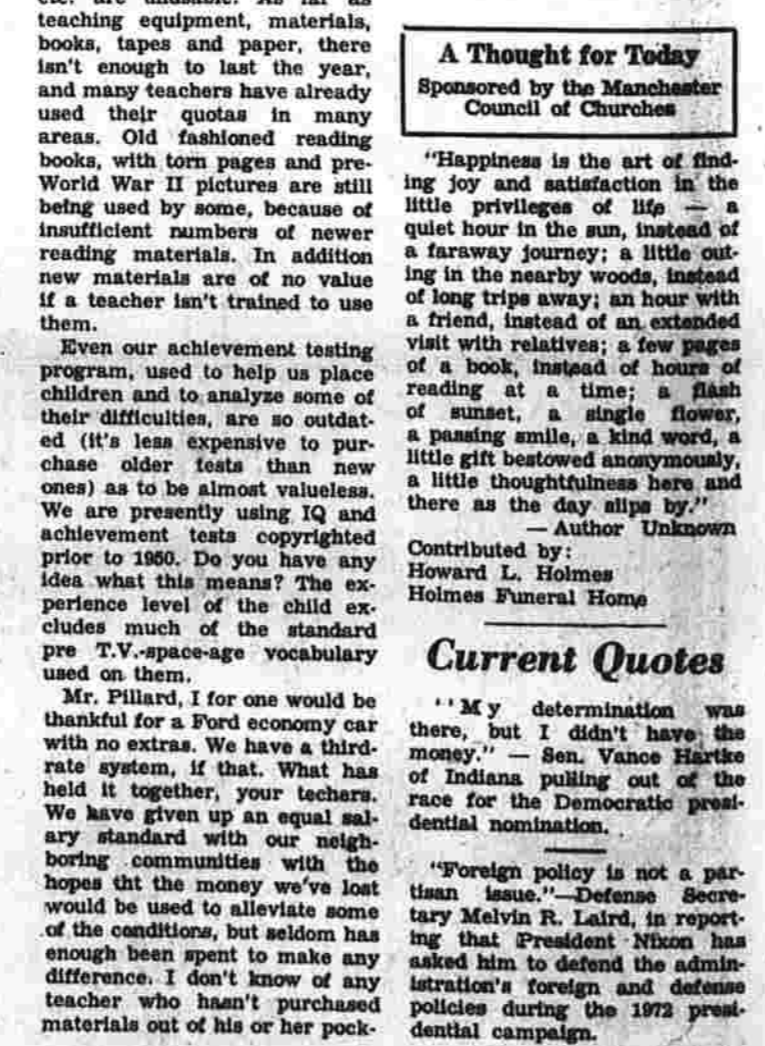 teaching equipment, materials,
books, tapes and paper, there
isn't enough to last the year,
and many teachers have already
used their quotas in many
areas. Old fashioned reading
books, with torn pages and pre-
World War II pictures are still
being used by some, because of
insufficient numbers of newer
reading materials. In addition
new materials are of no value
if a teacher isn't trained to use
them.
Even our achievement testing
program, used to help us place
children and to analyze some of
their difficulties, are so outdat-
ed (it's less expensive to pur-
chase older tests than new
ones) as to be almost valueless.
We are presently using IQ and
achievement tests copyrighted
prior to 1950. Do you have any
idea what this means? The ex-
perience level of the child ex-
cludes much of the standard
pre T.V.-space-age vocabulary
used on them.
Mr. Pillard, I for one would be
thankful for a Ford economy car
with no extras. We have a third-
rate system, if that. What has
held it together, your techers.
We have given up an equal sal-
ary standard with our neigh-
boring communities with the
hopes tht the money we've lost
would be used to alleviate some
of the conditions, but seldom has
enough been spent to make any
difference. I don't know of any
teacher who hasn't purchased
materials out of his or her pock-
A Thought for Today
Sponsored by the Manchester
Council of Churches
"Happiness is the art of find-
ing joy and satisfaction in the
little privileges of life — a
quiet hour in the sun, instead of
a faraway journey; a little out-
ing in the nearby woods, instead
of long trips away; an hour with
a friend, instead of an extended
visit with relatives; a few pages
of a book, instead of hours of
reading at a time; a flash
of sunset, a single flower,
a passing smile, a kind word, a
little gift bestowed anonymously,
a little thoughtfulness here and
there as the day slips by."
— Author Unknown
Contributed by:
Howard L. Holmes
Holmes Funeral Home
Current Quotes
"My determination was
there, but I didn't have the
money." — Sen. Vance Hartke
of Indiana pulling out of the
race for the Democratic presi-
dential nomination.
"Foreign policy is not a par-
tisan issue."—Defense Secre-
tary Melvin R. Laird, in report-
ing that President Nixon has
asked him to defend the admin-
istration's foreign and defense
policies during the 1972 presi-
dential campaign.